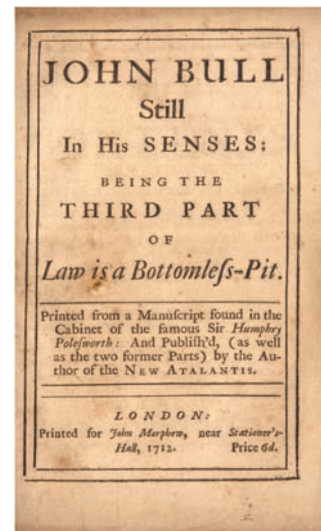 JOHN BULL
Still
In His SENSES:
BEING THE
THIRD PART
OF
Law is a Bottomleſs-Pit.
Printed from a Manuſcript found in the
Cabinet of the famous Sir Humphry
Poleſworth: And Publiſh'd, (as well
as the two former Parts) by the Au-
thor of the NEW ATALANTIS.
LONDON:
Printed for John Morphew, near Stationer's-
Hall, 1712. Price 6d.